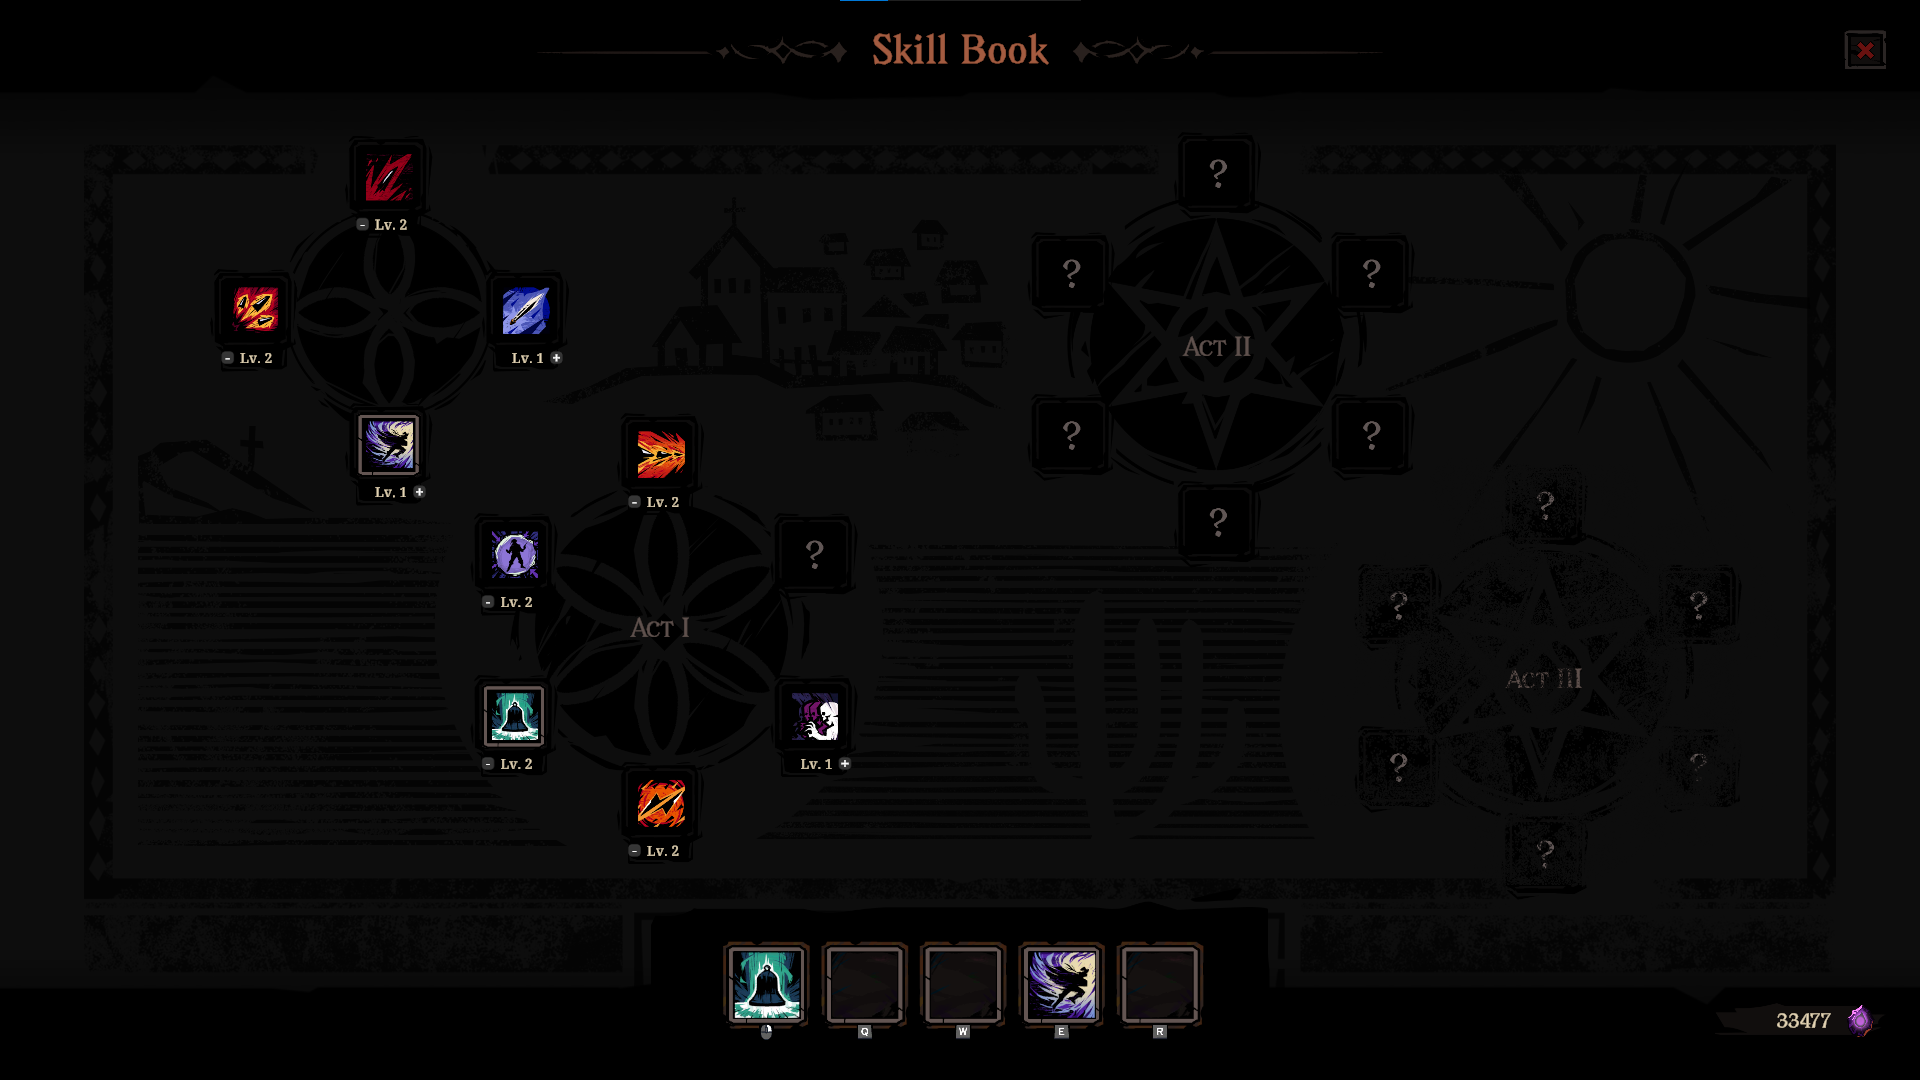 Skill Book
- Lv. 2
- Lv. 2
Lv. 1 +
Lv. 1 +
- Lv. 2
- Lv. 2
?
ACT I
- Lv. 2
Lv. 1 +
- Lv. 2
?
?
?
ACT II
?
?
?
?
?
?
ACT III
?
?
?
Q
W
E
R
33477